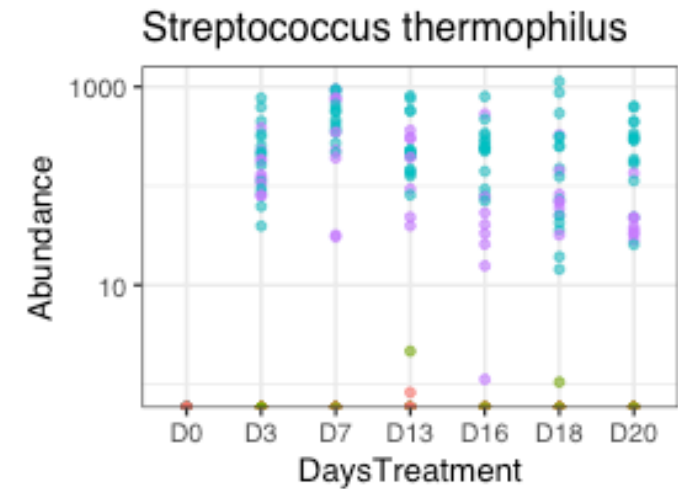 Streptococcus thermophilus
1000
10
Abundance
D0 D3 D7 D13 D16 D18 D20
DaysTreatment